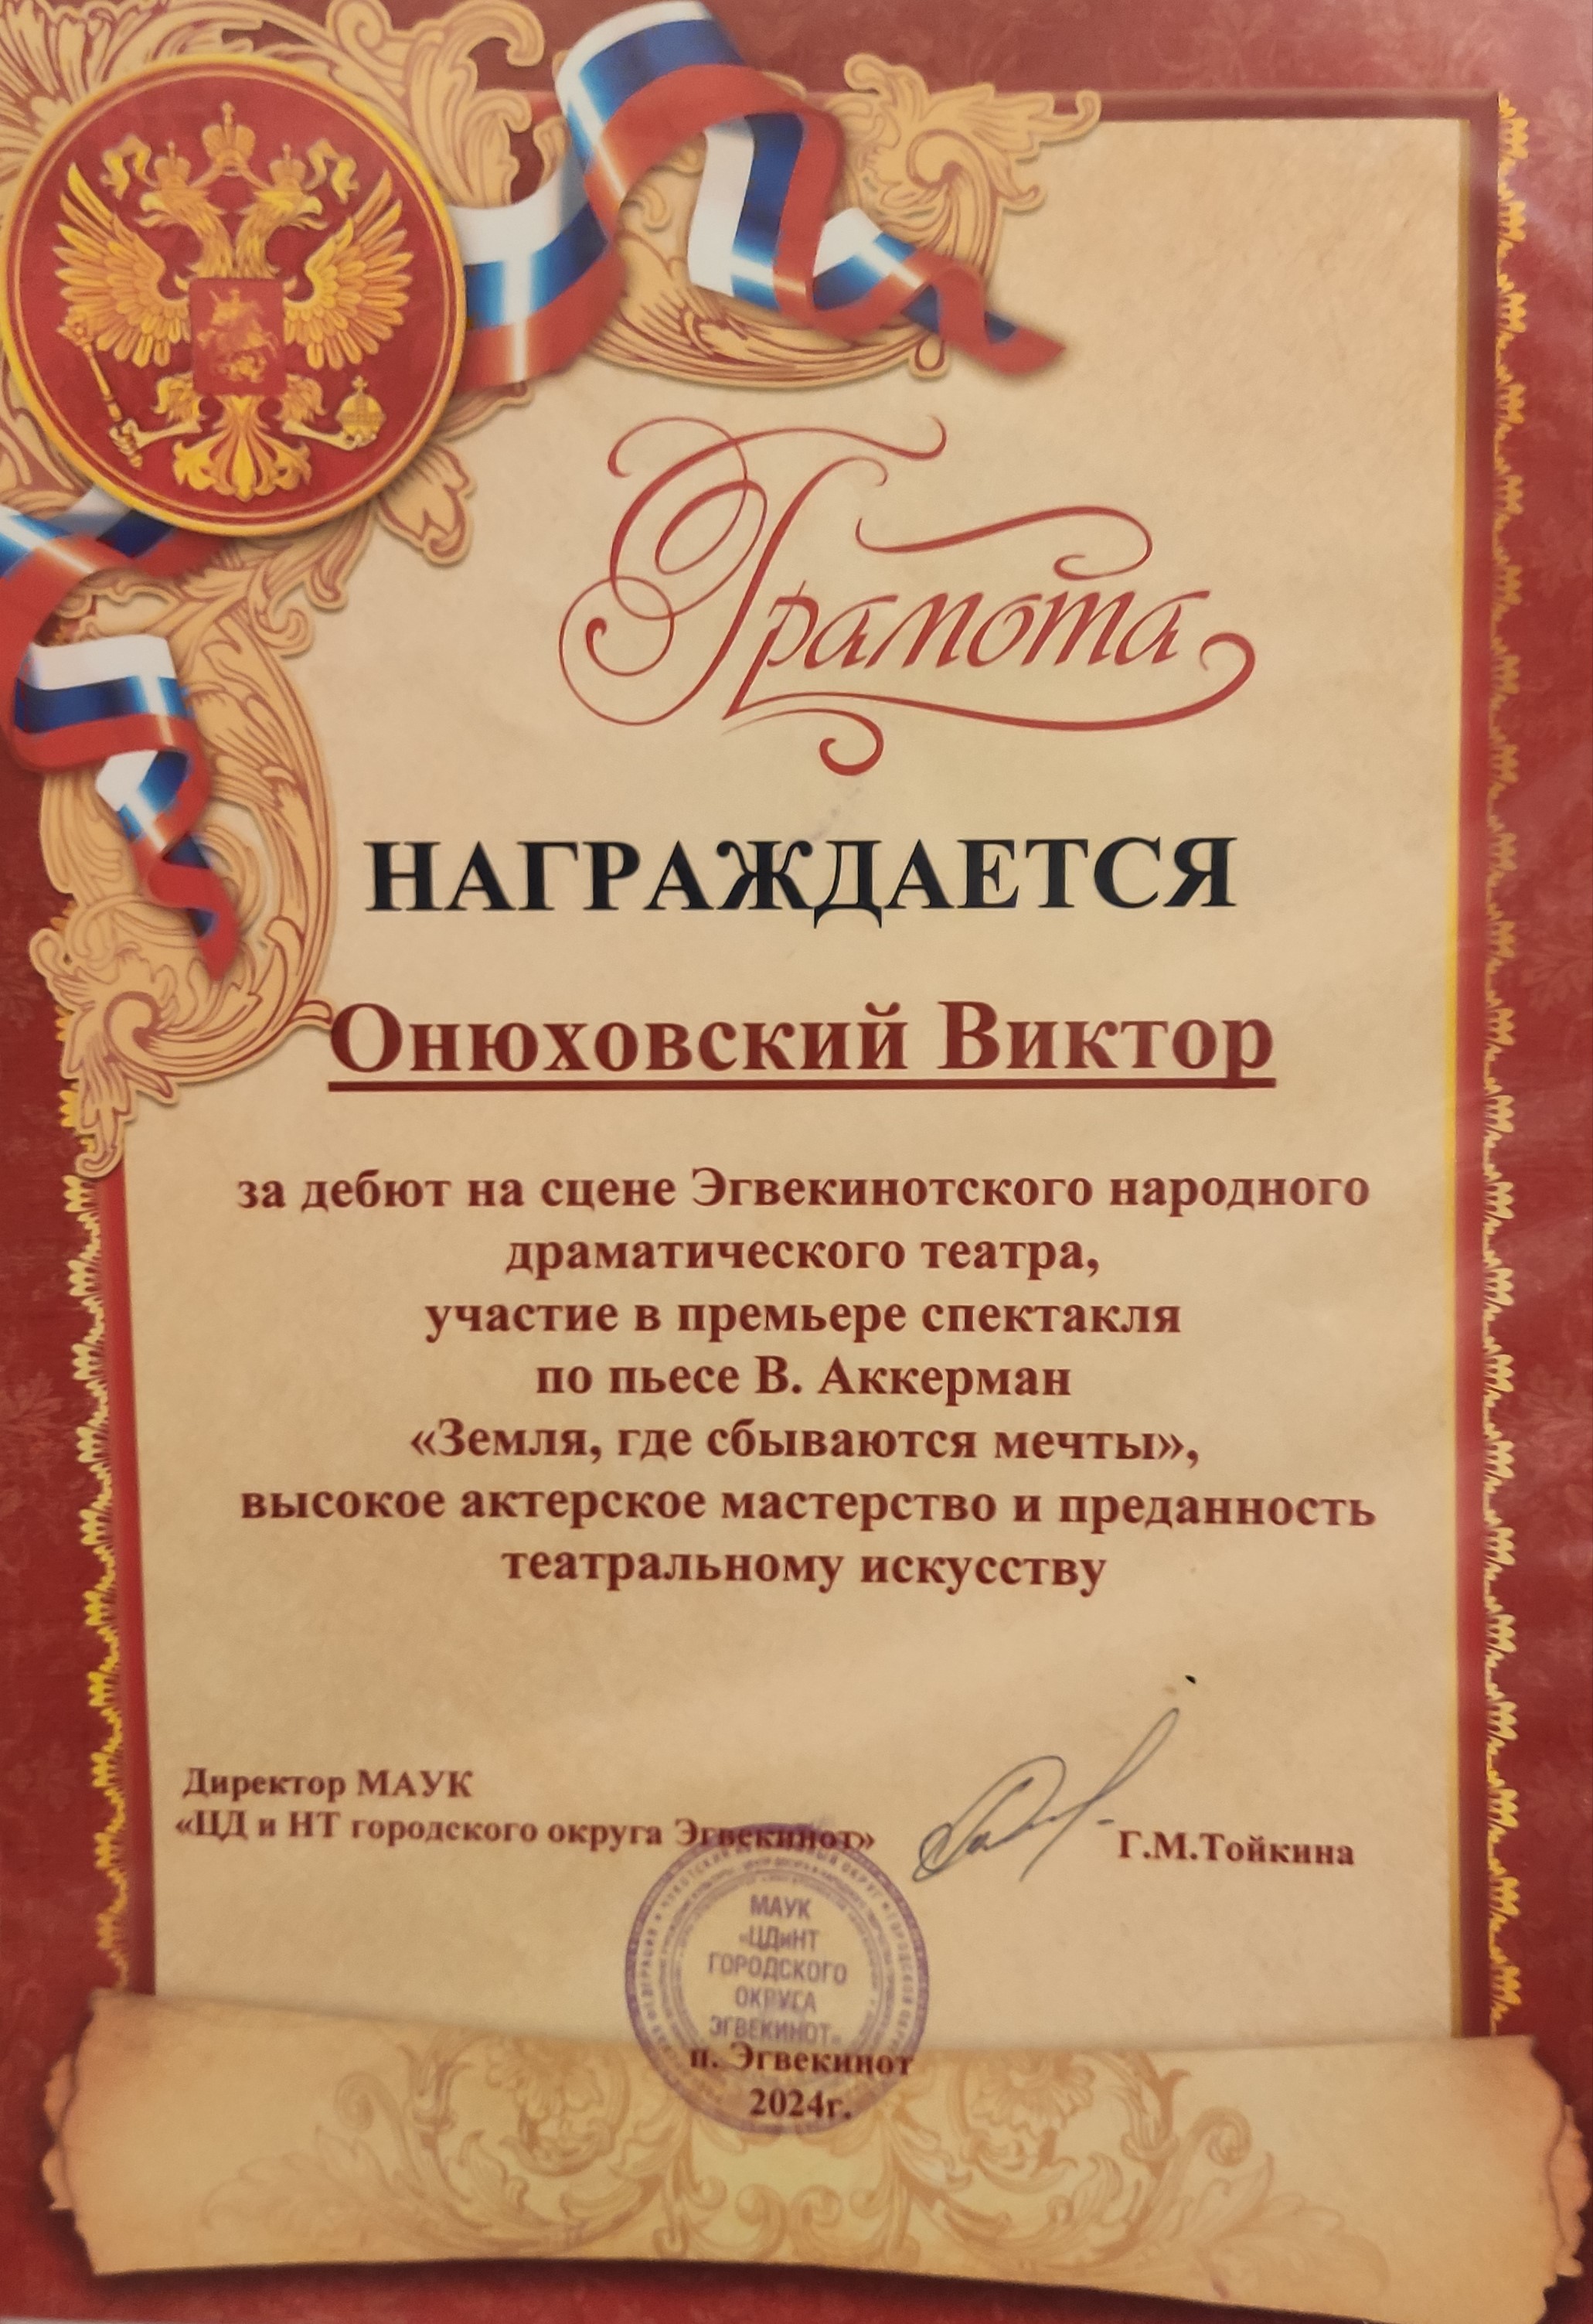 Грамота
НАГРАЖДАЕТСЯ
Онюховский Виктор
за дебют на сцене Эгвекинотского народного
драматического театра,
участие в премьере спектакля
по пьесе В. Аккерман
«Земля, где сбываются мечты»,
высокое актерское мастерство и преданность
театральному искусству
Директор МАУК
«ЦД и НТ городского округа Эгвекинот»
Г.М.Тойкина
МАУК
«ЦДиНТ
ГОРОДСКОГО
ОКРУГА
ЭГВЕКИНОТ»
п. Эгвекинот
2024г.